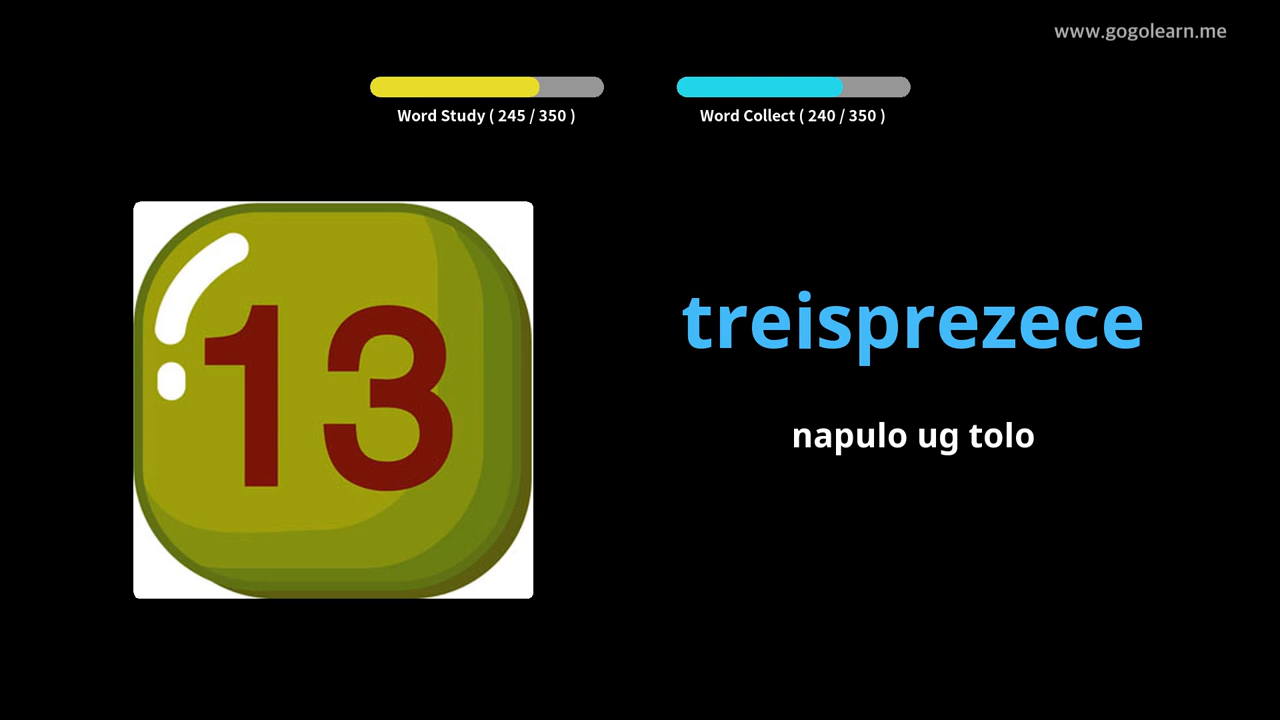 www.gogolearn.me
Word Study ( 245 / 350 )
Word Collect ( 240 / 350 )
13
treisprezece
napulo ug tolo